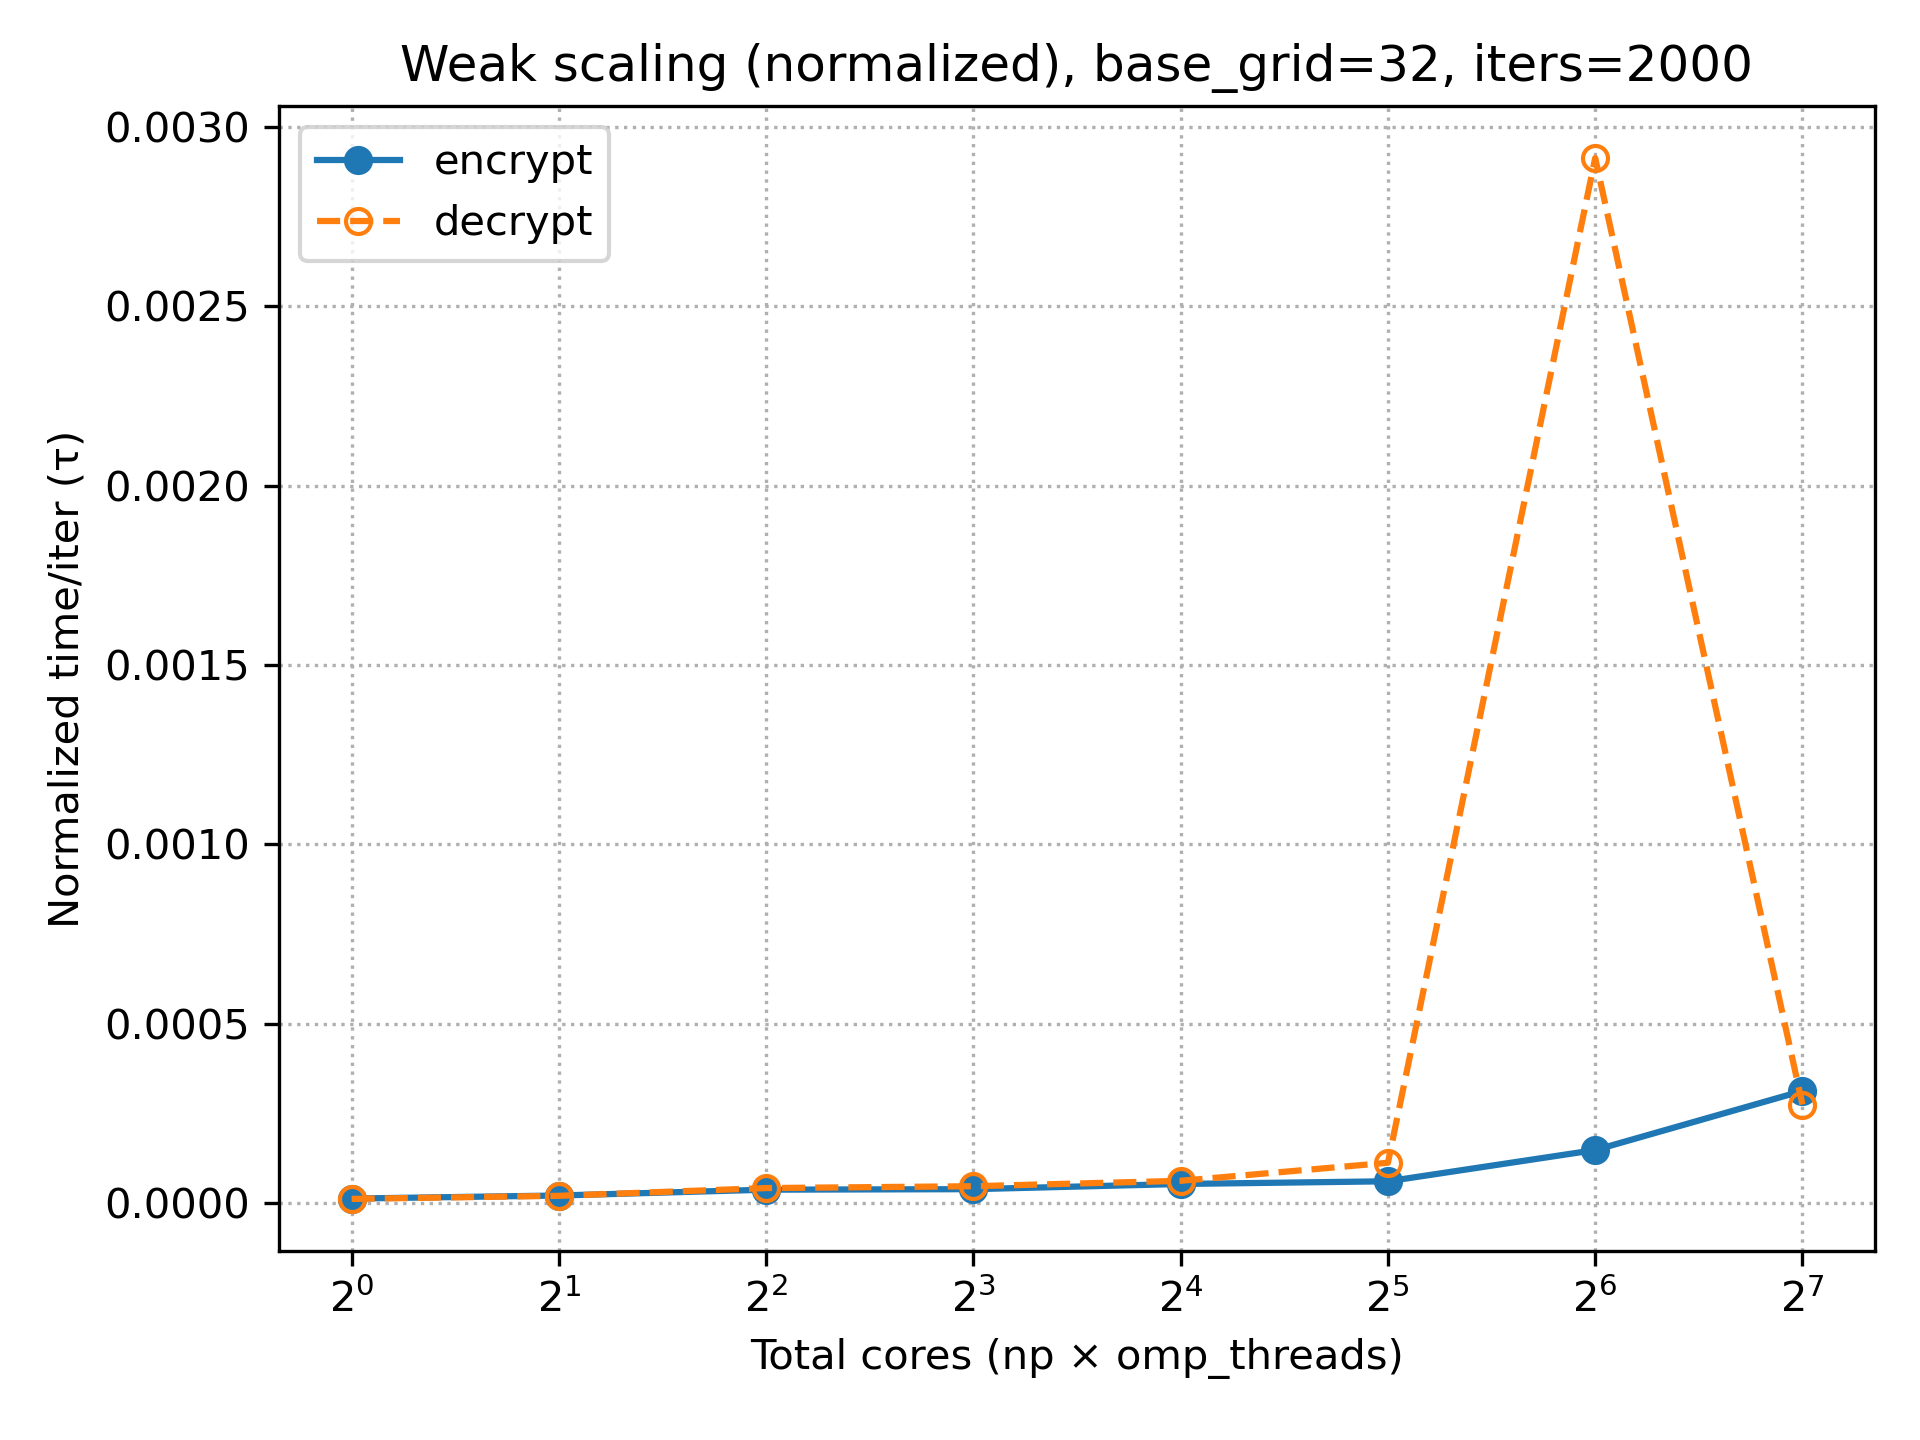 Weak scaling (normalized), base_grid=32, iters=2000
encrypt
decrypt
Normalized time/iter (τ)
0.0030
0.0025
0.0020
0.0015
0.0010
0.0005
0.0000
2⁰ 2¹ 2² 2³ 2⁴ 2⁵ 2⁶ 2⁷
Total cores (np × omp_threads)